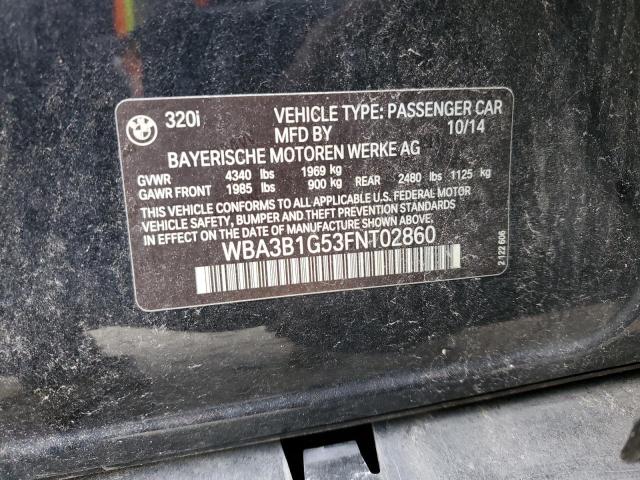 320i VEHICLE TYPE: PASSENGER CAR
MFD BY 10/14
BAYERISCHE MOTOREN WERKE AG
GVWR 4340 lbs 1969 kg
GAWR FRONT 1985 lbs 900 kg REAR 2480 lbs 1125 kg
THIS VEHICLE CONFORMS TO ALL APPLICABLE U.S. FEDERAL MOTOR
VEHICLE SAFETY, BUMPER AND THEFT PREVENTION STANDARDS
IN EFFECT ON THE DATE OF MANUFACTURE SHOWN ABOVE.
WBA3B1G53FNT02860
2 122 606